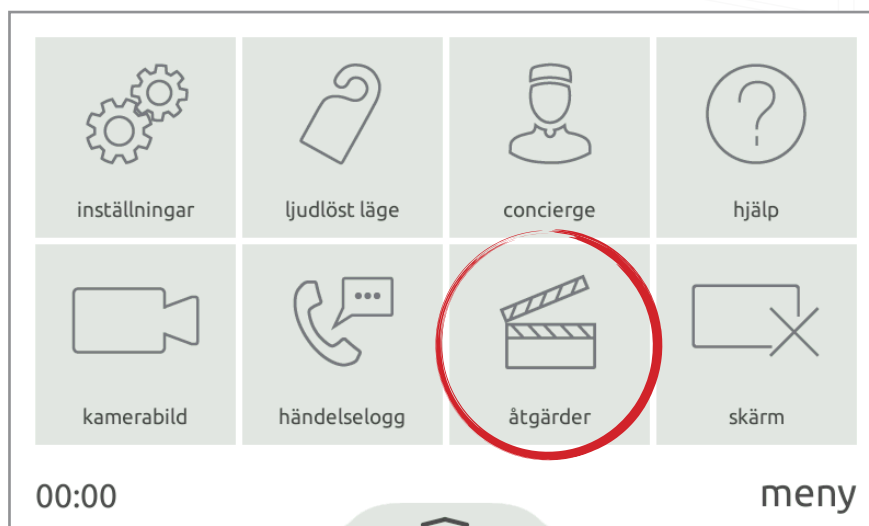 inställningar
ljudlöst läge
concierge
hjälp
kamerabild
händelselogg
åtgärder
skärm
00:00
meny